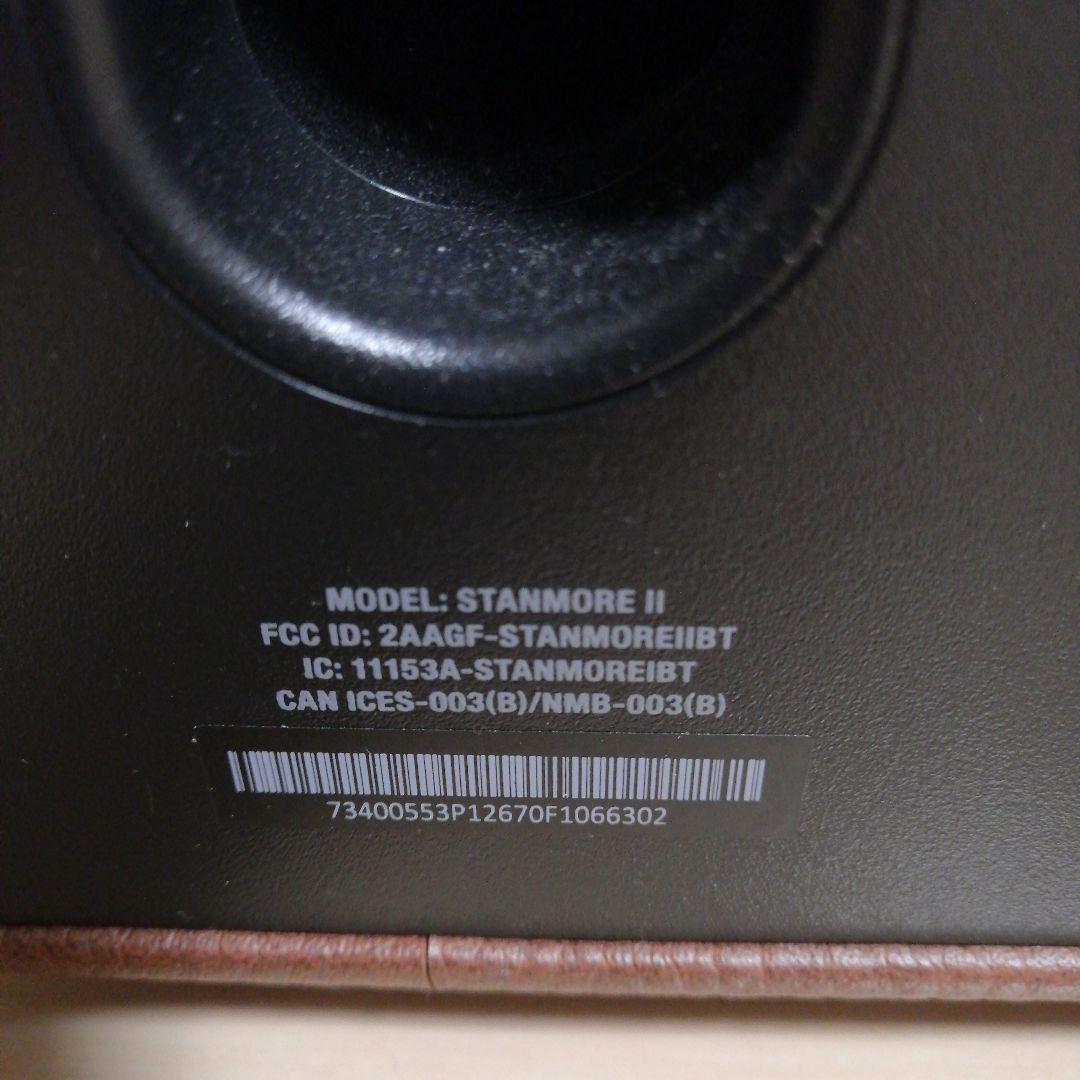 MODEL: STANMORE II
FCC ID: 2AAGF-STANMOREIIBT
IC: 11153A-STANMOREIBT
CAN ICES-003(B)/NMB-003(B)
73400553P12670F1066302